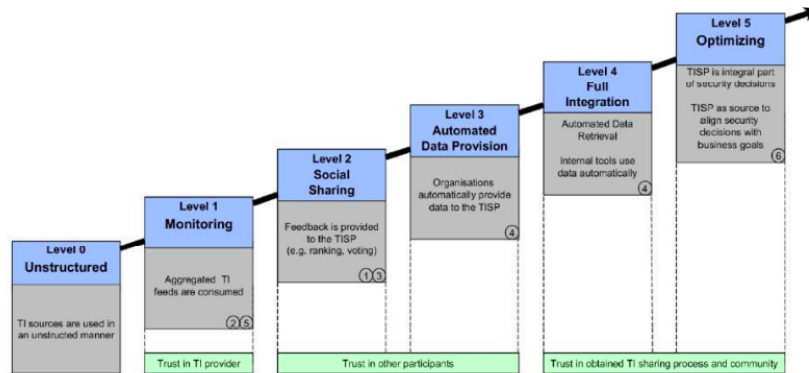 Level 0
Unstructured
TI sources are used in
an unstructed manner
Level 1
Monitoring
Aggregated TI
feeds are consumed
2 5
Level 2
Social
Sharing
Feedback is provided
to the TISP
(e.g. ranking, voting)
1 3
Level 3
Automated
Data Provision
Organisations
automatically provide
data to the TISP
4
Level 4
Full
Integration
Automated Data
Retrieval
Internal tools use
data automatically
4
Level 5
Optimizing
TISP is integral part
of security decisions
TISP as source to
align security
decisions with
business goals
6
Trust in TI provider
Trust in other participants
Trust in obtained TI sharing process and community